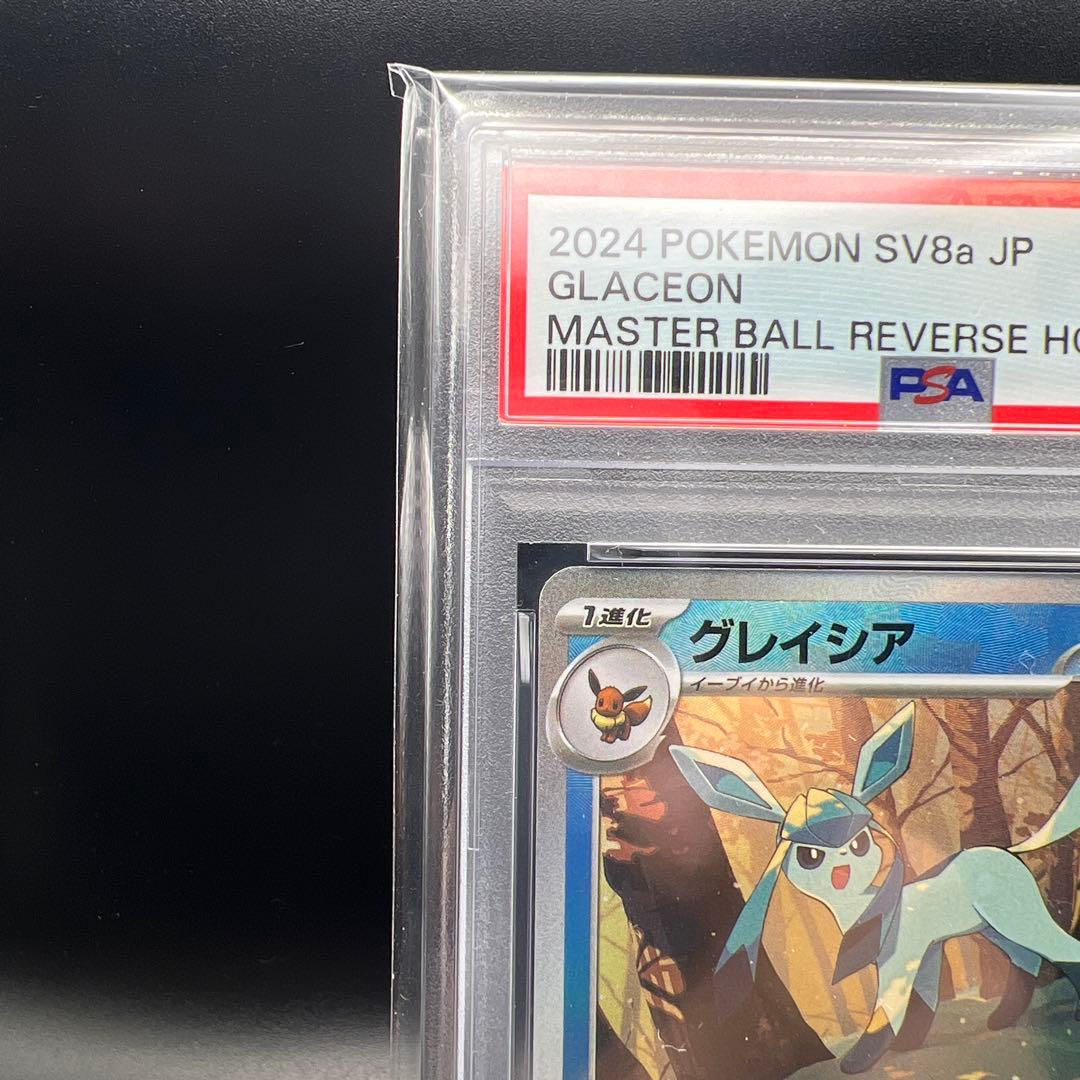 2024 POKEMON SV8a JP
GLACEON
MASTER BALL REVERSE
PSA
1進化
グレイシア
イーブイから進化